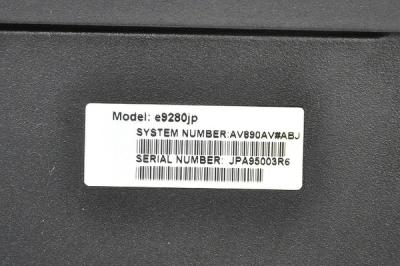 Model: e9280jp
SYSTEM NUMBER:AV890AV#ABJ
SERIAL NUMBER: JPA95003R6